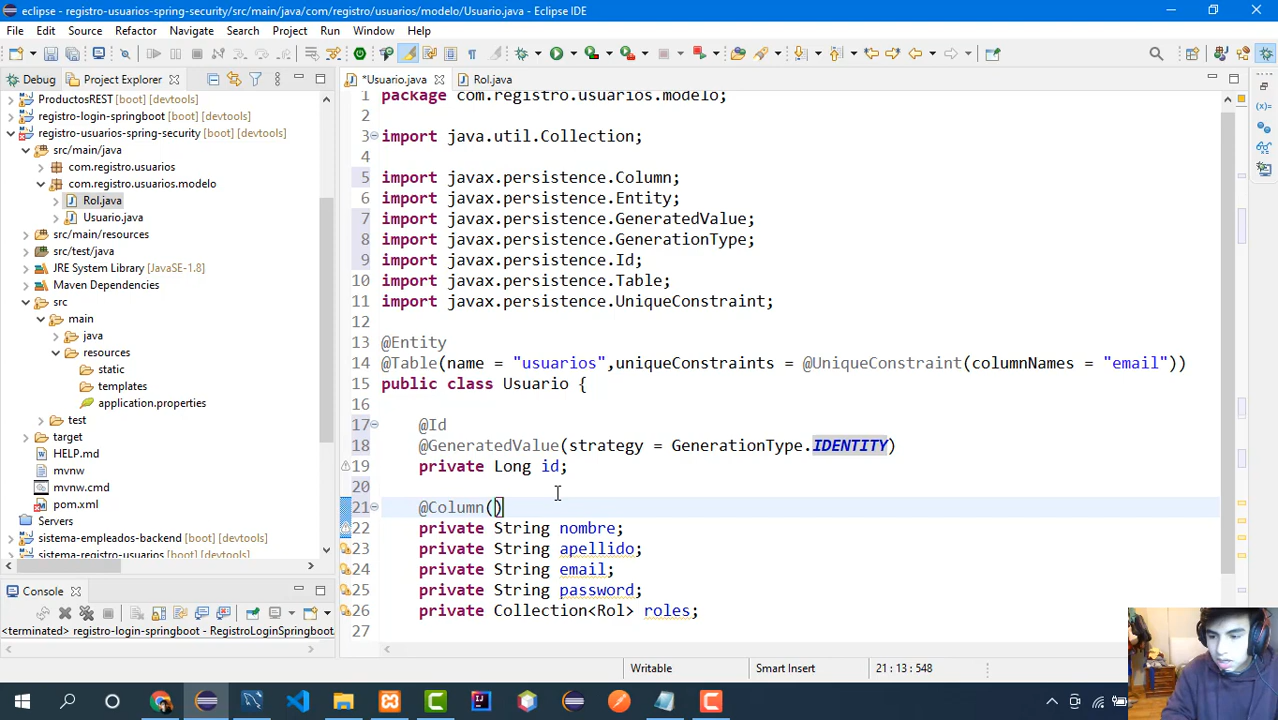 eclipse - registro-usuarios-spring-security/src/main/java/com/registro/usuarios/modelo/Usuario.java - Eclipse IDE
File Edit Source Refactor Navigate Search Project Run Window Help
Debug Project Explorer
*Usuario.java Rol.java
ProductosREST [boot] [devtools]
registro-login-springboot [boot] [devtools]
registro-usuarios-spring-security [boot] [devtools]
src/main/java
com.registro.usuarios
com.registro.usuarios.modelo
Rol.java
Usuario.java
src/main/resources
src/test/java
JRE System Library [JavaSE-1.8]
Maven Dependencies
src
main
java
resources
static
templates
application.properties
test
target
HELP.md
mvnw
mvnw.cmd
pom.xml
Servers
sistema-empleados-backend [boot] [devtools]
sistema-registro-usuarios [boot] [devtools]
Console
<terminated> registro-login-springboot - RegistroLoginSpringboot
1 package com.registro.usuarios.modelo;
2
3 import java.util.Collection;
4
5 import javax.persistence.Column;
6 import javax.persistence.Entity;
7 import javax.persistence.GeneratedValue;
8 import javax.persistence.GenerationType;
9 import javax.persistence.Id;
10 import javax.persistence.Table;
11 import javax.persistence.UniqueConstraint;
12
13 @Entity
14 @Table(name = "usuarios",uniqueConstraints = @UniqueConstraint(columnNames = "email"))
15 public class Usuario {
16
17 @Id
18 @GeneratedValue(strategy = GenerationType.IDENTITY)
19 private Long id;
20
21 @Column()
22 private String nombre;
23 private String apellido;
24 private String email;
25 private String password;
26 private Collection<Rol> roles;
27
Writable Smart Insert 21 : 13 : 548